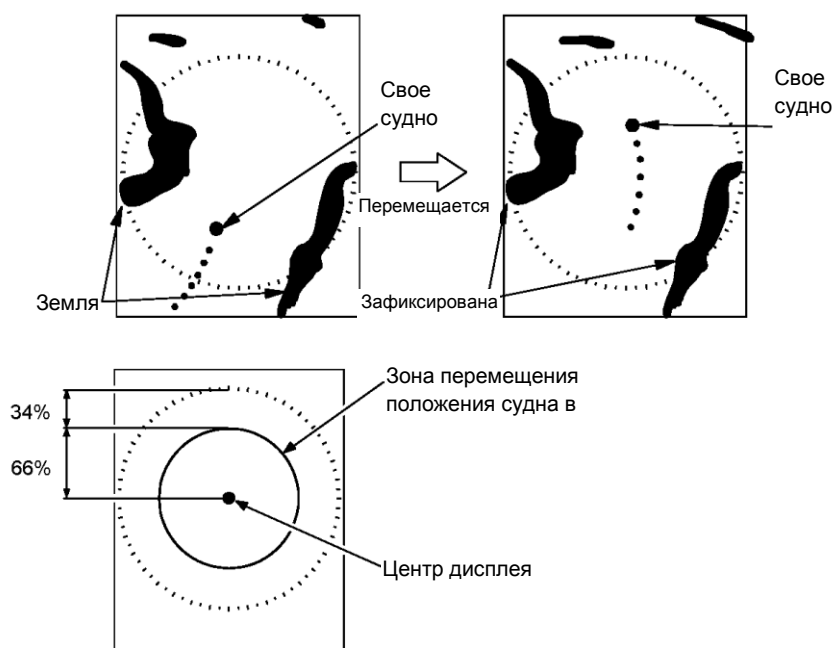 Свое
судно
Свое
судно
Перемещается
Земля
Зафиксирована
Зона перемещения
положения судна в
34%
66%
Центр дисплея